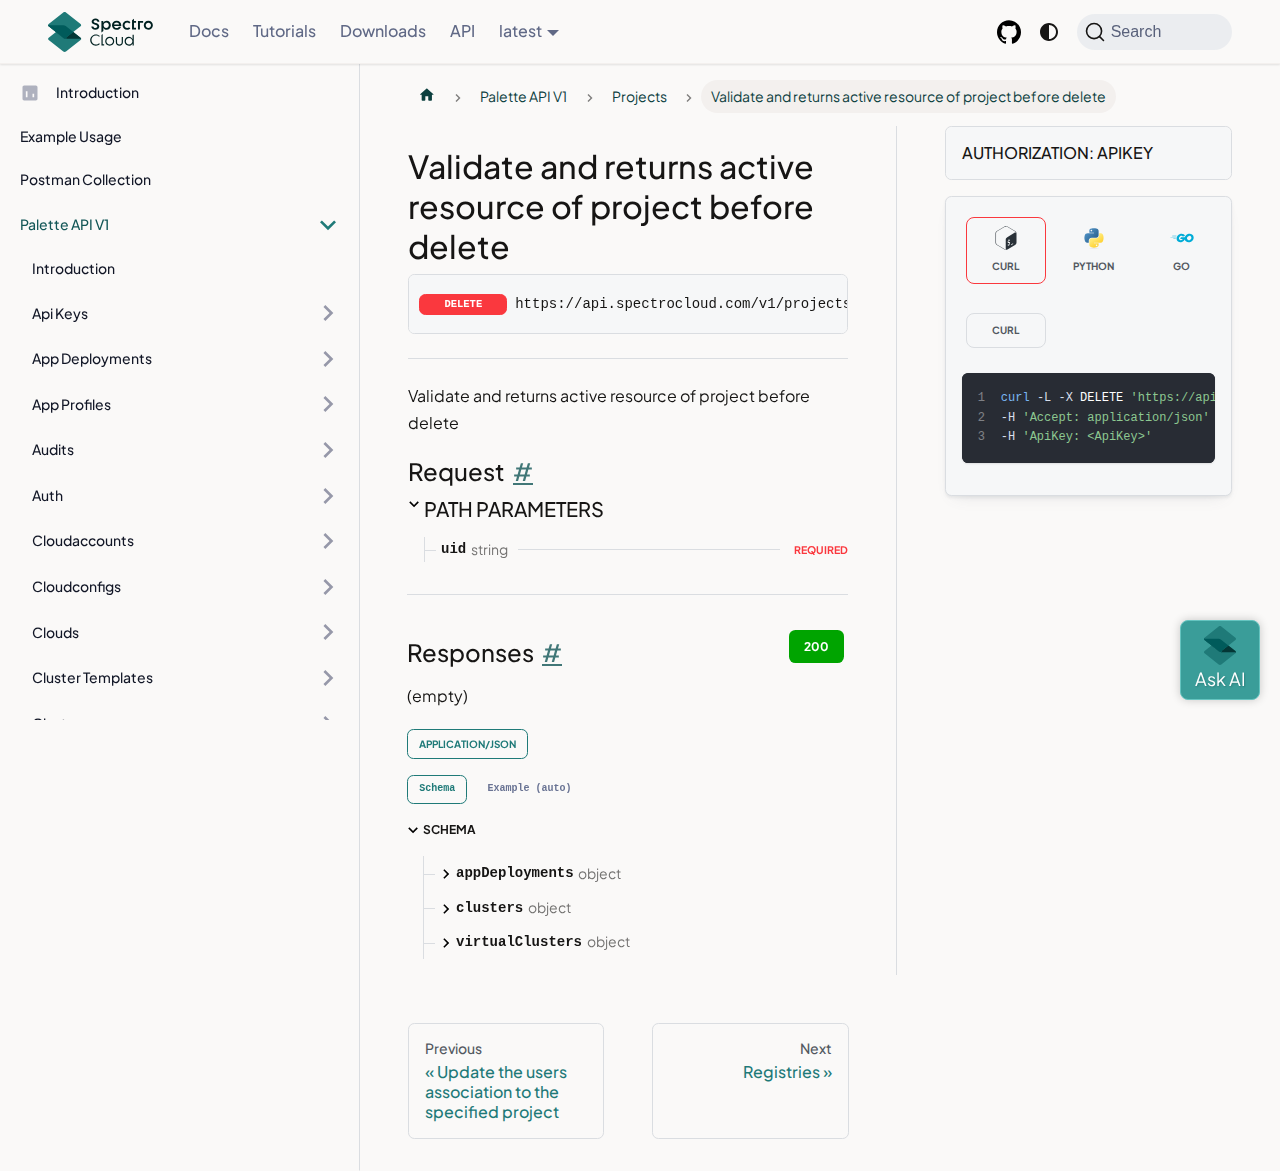 Spectro Cloud
Docs
Tutorials
Downloads
API
latest
Search
Introduction
Example Usage
Postman Collection
Palette API V1
Introduction
Api Keys
App Deployments
App Profiles
Audits
Auth
Cloudaccounts
Cloudconfigs
Clouds
Cluster Templates
Palette API V1
Projects
Validate and returns active resource of project before delete
Validate and returns active
resource of project before
delete
DELETE https://api.spectrocloud.com/v1/projects
Validate and returns active resource of project before
delete
Request #
PATH PARAMETERS
uid string REQUIRED
Responses # 200
(empty)
APPLICATION/JSON
Schema Example (auto)
SCHEMA
appDeployments object
clusters object
virtualClusters object
Previous
« Update the users
association to the
specified project
Next
Registries »
AUTHORIZATION: APIKEY
CURL
PYTHON
GO
CURL
1 curl -L -X DELETE 'https://api
2 -H 'Accept: application/json'
3 -H 'ApiKey: <ApiKey>'
Ask AI